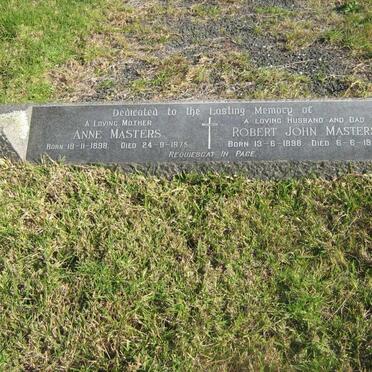 Dedicated to the Lasting Memory of
A LOVING MOTHER
ANNE MASTERS
BORN 18-11-1898. DIED 24-9-1975
A LOVING HUSBAND AND DAD
ROBERT JOHN MASTERS
BORN 13-6-1898 DIED 6-6-
REQUIESCAT IN PACE.